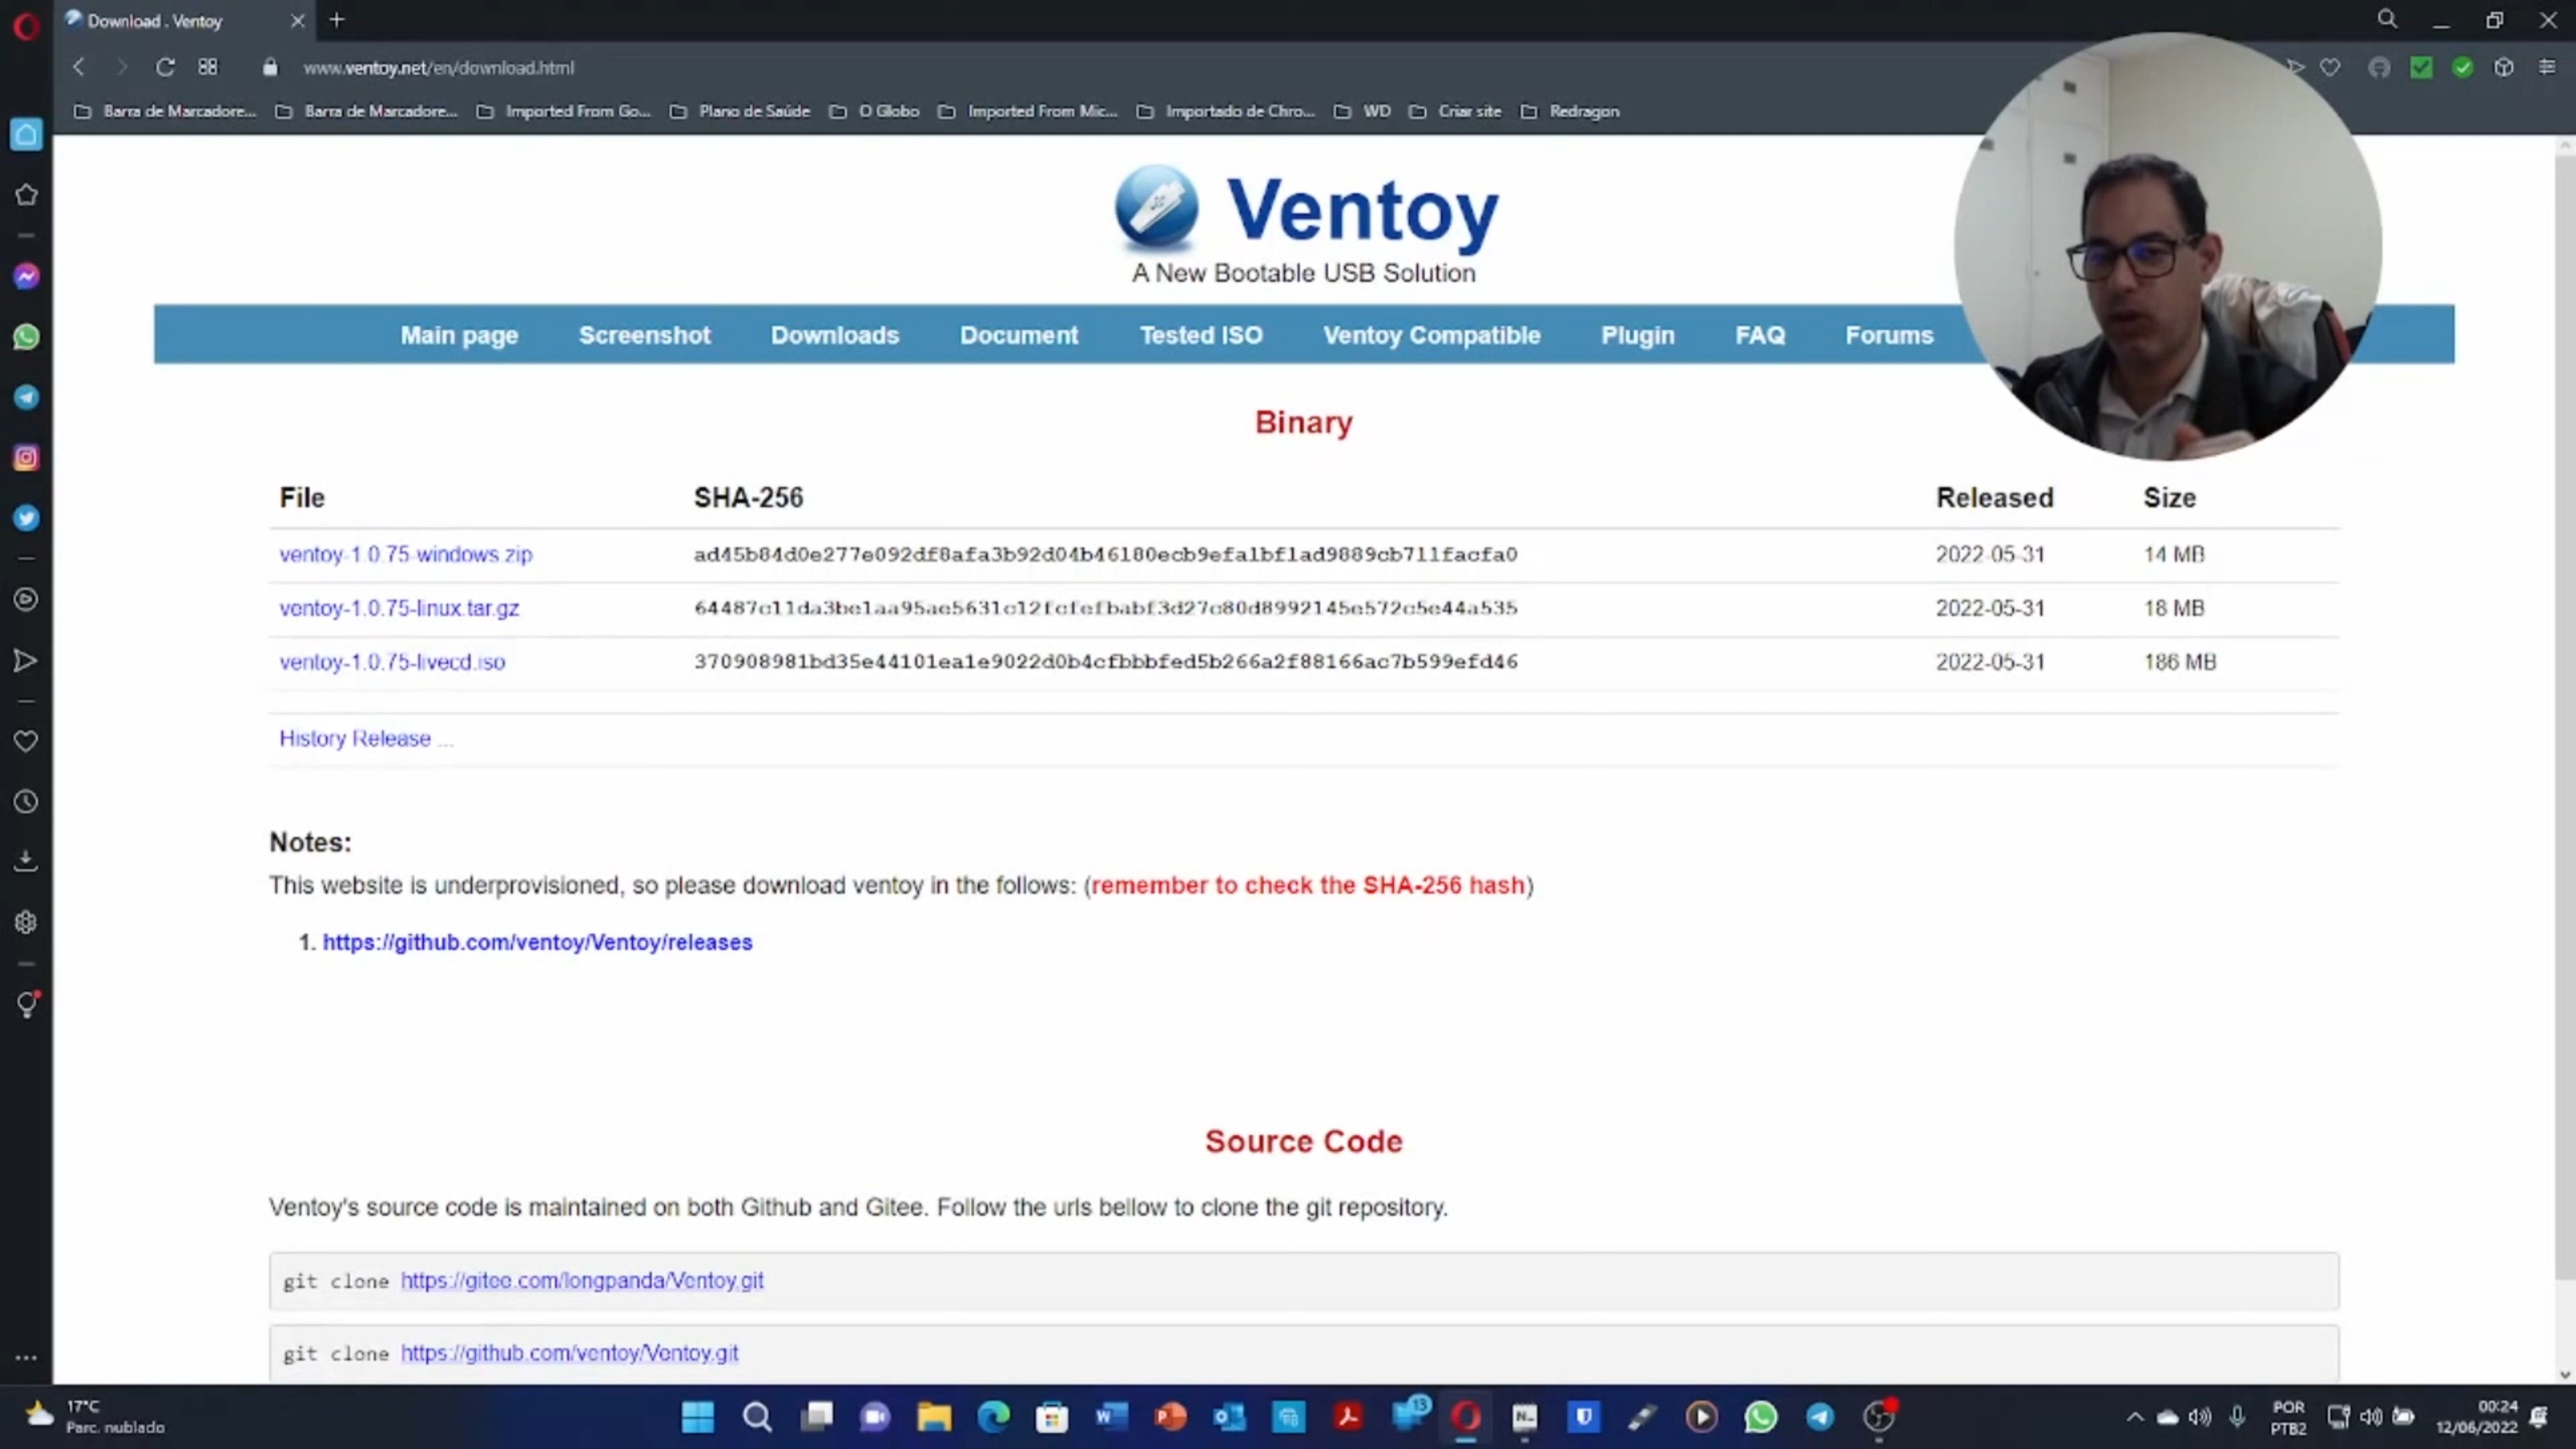 Download . Ventoy
www.ventoy.net/en/download.html
Barra de Marcadore... Barra de Marcadore... Imported From Go... Plano de Saúde O Globo Imported From Mic... Importado de Chro... WD Criar site Redragon
Ventoy
A New Bootable USB Solution
Main page Screenshot Downloads Document Tested ISO Ventoy Compatible Plugin FAQ Forums
Binary
File SHA-256 Released Size
ventoy-1.0.75-windows.zip ad45b84d0e277e092df8afa3b92d04b46180ecb9efa1bf1ad9889cb711facfa0 2022-05-31 14 MB
ventoy-1.0.75-linux.tar.gz 64487c11da3be1aa95ae5631c12fcfefbabf3d27c80d8992145e572c5e44a535 2022-05-31 18 MB
ventoy-1.0.75-livecd.iso 370908981bd35e44101ea1e9022d0b4cfbbbfed5b266a2f88166ac7b599efd46 2022-05-31 186 MB
History Release ...
Notes:
This website is underprovisioned, so please download ventoy in the follows: (remember to check the SHA-256 hash)
1. https://github.com/ventoy/Ventoy/releases
Source Code
Ventoy's source code is maintained on both Github and Gitee. Follow the urls bellow to clone the git repository.
git clone https://gitee.com/longpanda/Ventoy.git
git clone https://github.com/ventoy/Ventoy.git
17°C
Parc. nublado
13
POR
PTB2
00:24
12/06/2022